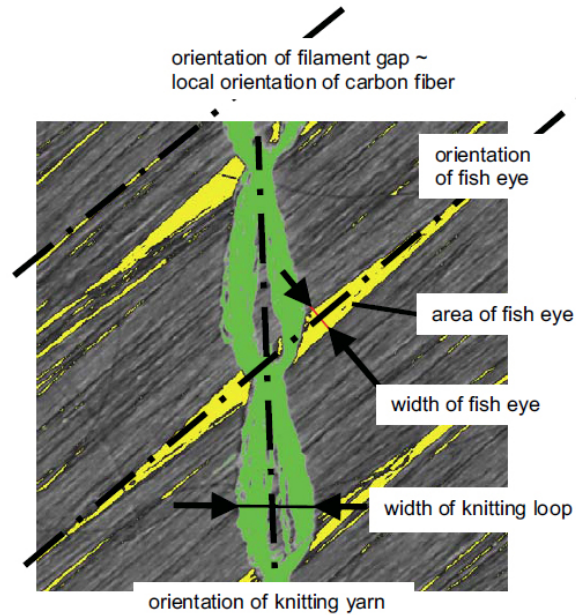 orientation of filament gap ~
local orientation of carbon fiber
orientation
of fish eye
area of fish eye
width of fish eye
width of knitting loop
orientation of knitting yarn